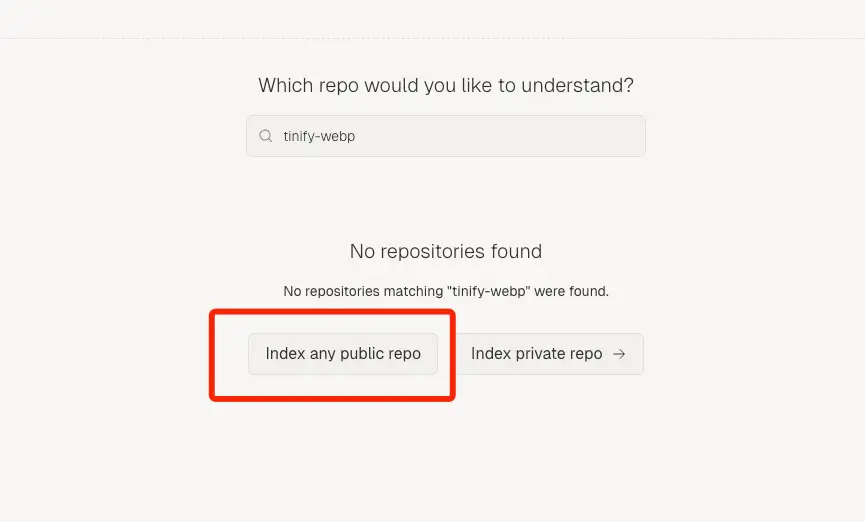 Which repo would you like to understand?
tinify-webp
No repositories found
No repositories matching "tinify-webp" were found.
Index any public repo
Index private repo →